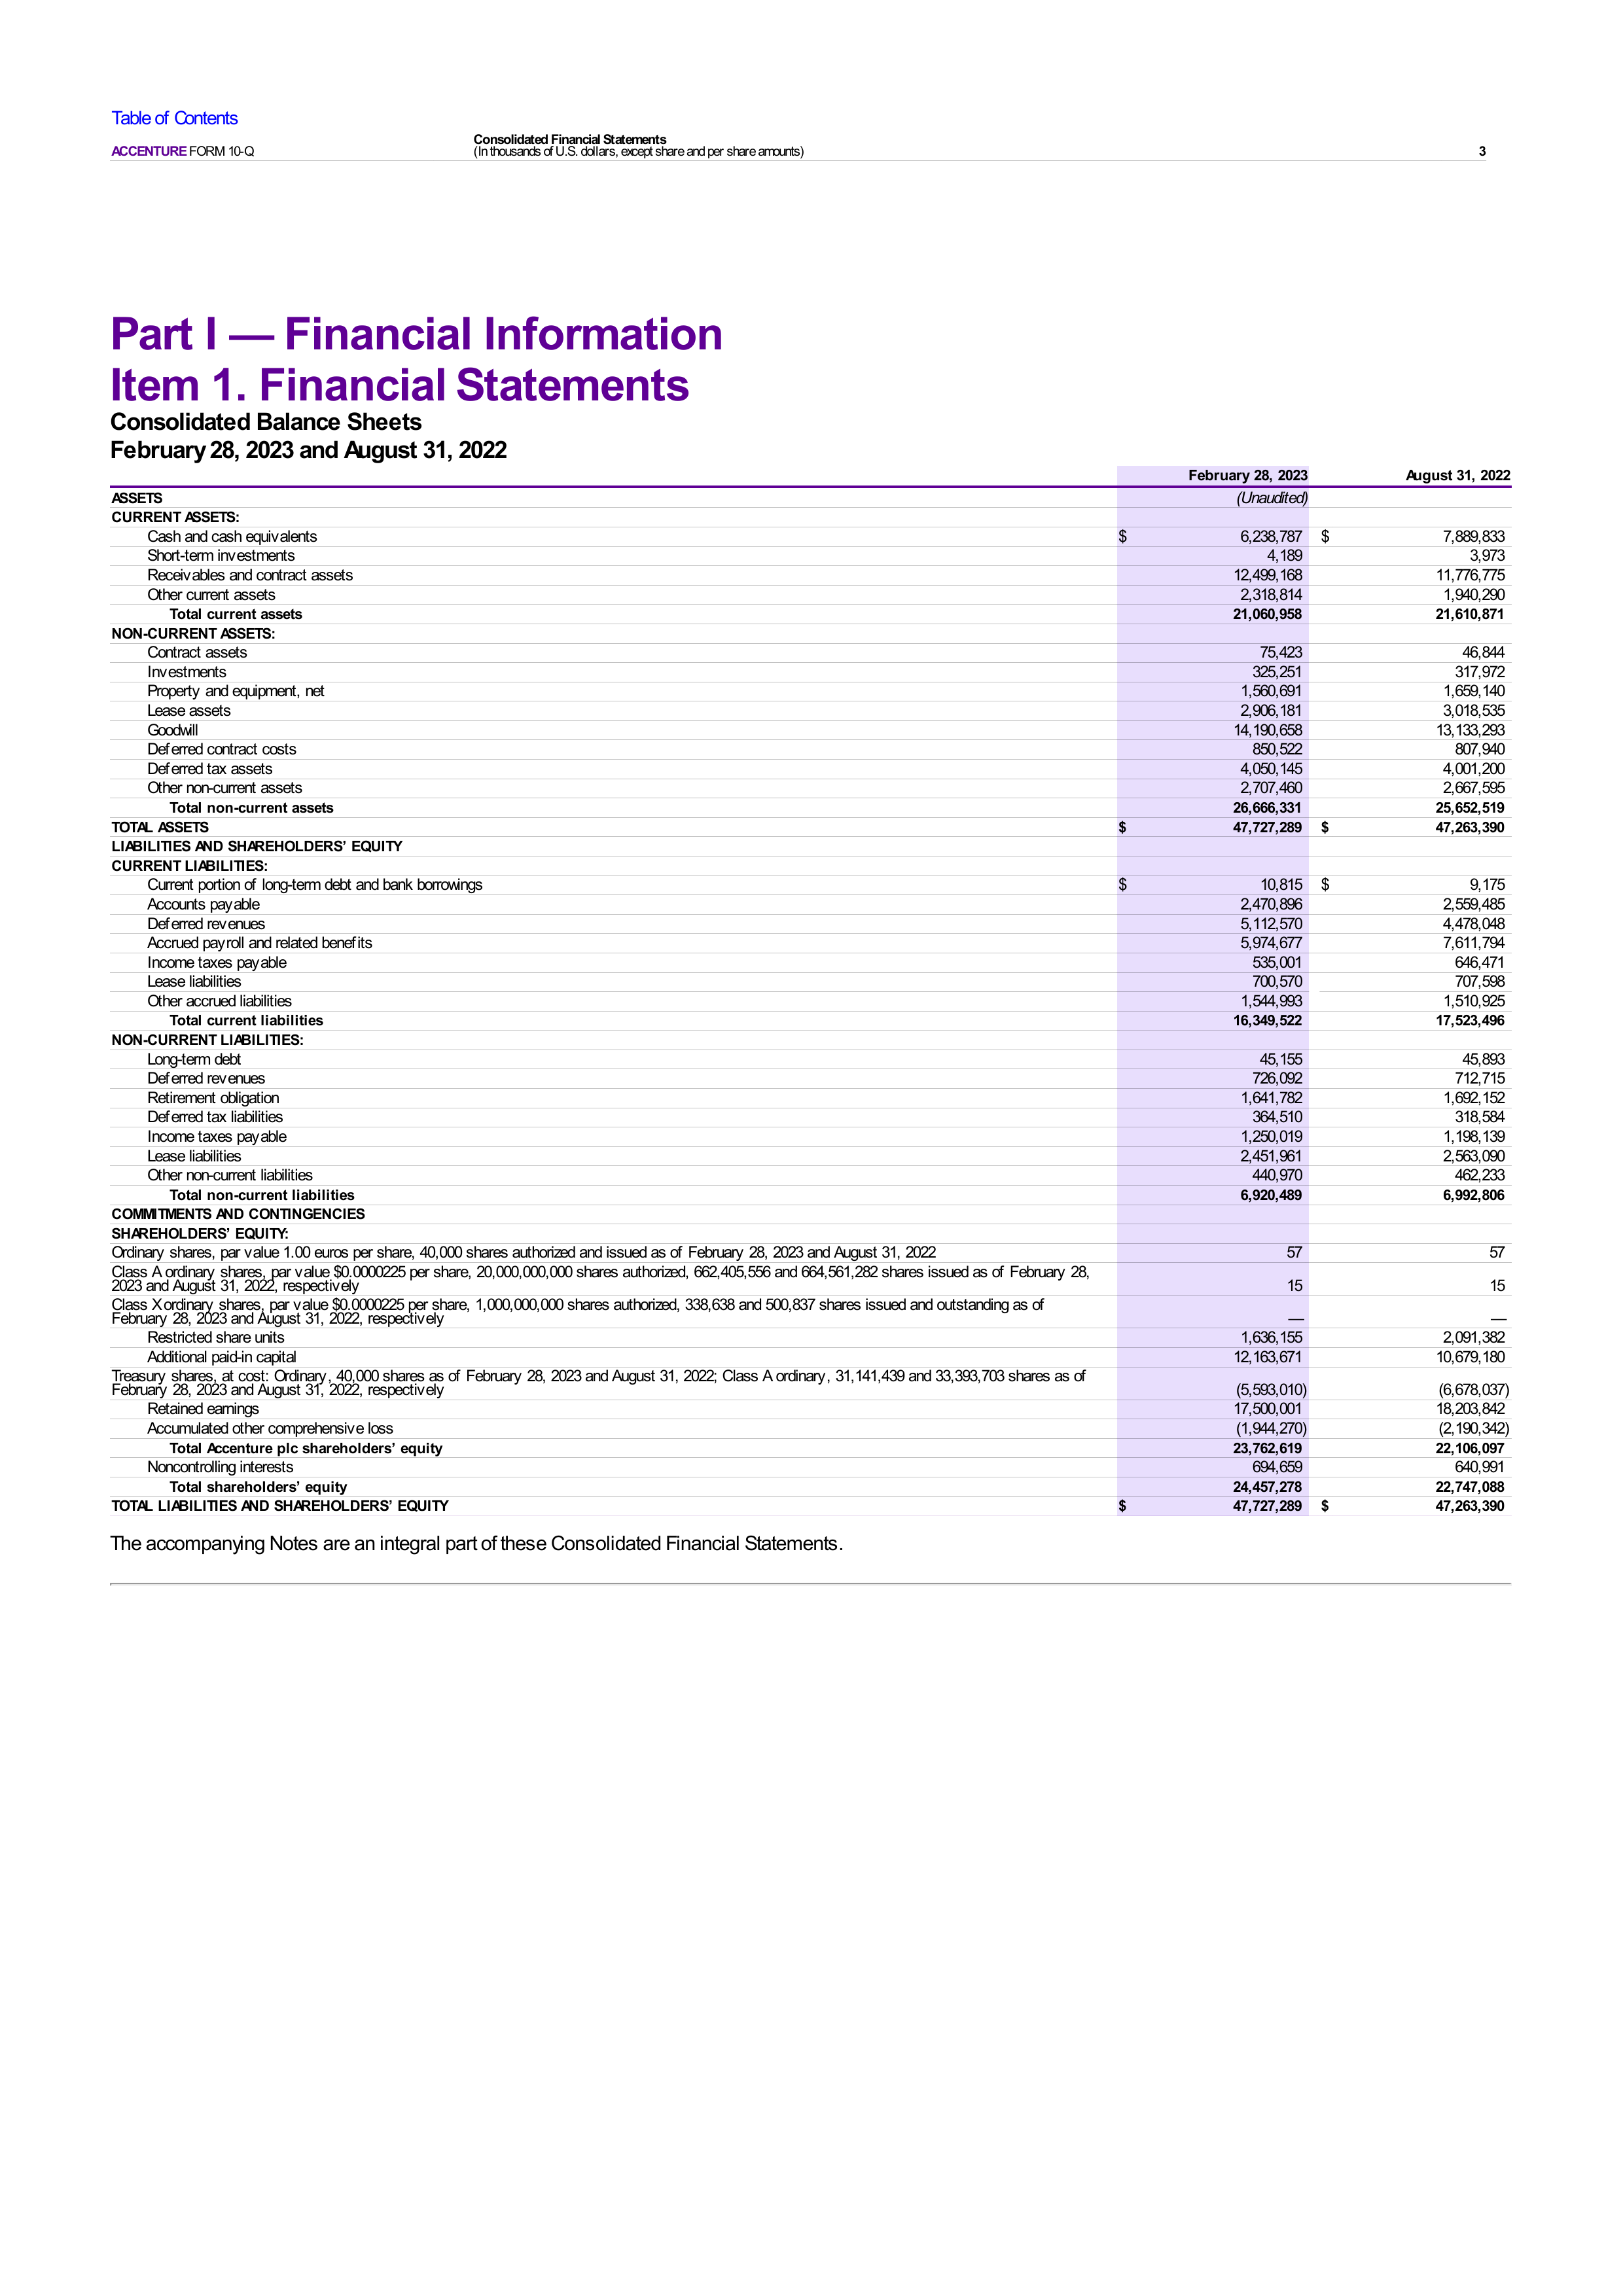 Table of Contents
ACCENTURE FORM 10-Q
Consolidated Financial Statements
(In thousands of U.S. dollars, except share and per share amounts)
3
Part I — Financial Information
Item 1. Financial Statements
Consolidated Balance Sheets
February 28, 2023 and August 31, 2022
February 28, 2023 August 31, 2022
ASSETS (Unaudited)
CURRENT ASSETS:
Cash and cash equivalents $ 6,238,787 $ 7,889,833
Short-term investments 4,189 3,973
Receivables and contract assets 12,499,168 11,776,775
Other current assets 2,318,814 1,940,290
Total current assets 21,060,958 21,610,871
NON-CURRENT ASSETS:
Contract assets 75,423 46,844
Investments 325,251 317,972
Property and equipment, net 1,560,691 1,659,140
Lease assets 2,906,181 3,018,535
Goodwill 14,190,658 13,133,293
Deferred contract costs 850,522 807,940
Deferred tax assets 4,050,145 4,001,200
Other non-current assets 2,707,460 2,667,595
Total non-current assets 26,666,331 25,652,519
TOTAL ASSETS $ 47,727,289 $ 47,263,390
LIABILITIES AND SHAREHOLDERS’ EQUITY
CURRENT LIABILITIES:
Current portion of long-term debt and bank borrowings $ 10,815 $ 9,175
Accounts payable 2,470,896 2,559,485
Deferred revenues 5,112,570 4,478,048
Accrued payroll and related benefits 5,974,677 7,611,794
Income taxes payable 535,001 646,471
Lease liabilities 700,570 707,598
Other accrued liabilities 1,544,993 1,510,925
Total current liabilities 16,349,522 17,523,496
NON-CURRENT LIABILITIES:
Long-term debt 45,155 45,893
Deferred revenues 726,092 712,715
Retirement obligation 1,641,782 1,692,152
Deferred tax liabilities 364,510 318,584
Income taxes payable 1,250,019 1,198,139
Lease liabilities 2,451,961 2,563,090
Other non-current liabilities 440,970 462,233
Total non-current liabilities 6,920,489 6,992,806
COMMITMENTS AND CONTINGENCIES
SHAREHOLDERS’ EQUITY:
Ordinary shares, par value 1.00 euros per share, 40,000 shares authorized and issued as of February 28, 2023 and August 31, 2022 57 57
Class A ordinary shares, par value $0.0000225 per share, 20,000,000,000 shares authorized, 662,405,556 and 664,561,282 shares issued as of February 28,
2023 and August 31, 2022, respectively 15 15
Class X ordinary shares, par value $0.0000225 per share, 1,000,000,000 shares authorized, 338,638 and 500,837 shares issued and outstanding as of
February 28, 2023 and August 31, 2022, respectively — —
Restricted share units 1,636,155 2,091,382
Additional paid-in capital 12,163,671 10,679,180
Treasury shares, at cost: Ordinary, 40,000 shares as of February 28, 2023 and August 31, 2022; Class A ordinary, 31,141,439 and 33,393,703 shares as of
February 28, 2023 and August 31, 2022, respectively (5,593,010) (6,678,037)
Retained earnings 17,500,001 18,203,842
Accumulated other comprehensive loss (1,944,270) (2,190,342)
Total Accenture plc shareholders’ equity 23,762,619 22,106,097
Noncontrolling interests 694,659 640,991
Total shareholders’ equity 24,457,278 22,747,088
TOTAL LIABILITIES AND SHAREHOLDERS’ EQUITY $ 47,727,289 $ 47,263,390
The accompanying Notes are an integral part of these Consolidated Financial Statements.